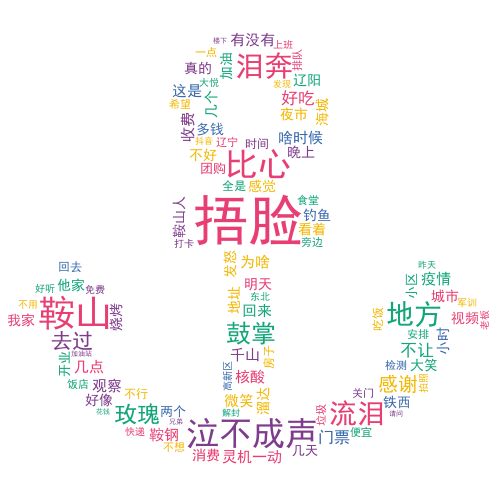 楼下
有没有
上班
一点
加油
泪奔
排队
真的
大悦
发现
辽阳
这是
几个
好吃
希望
海城
夜市
收费
多钱
啥时候
抖音
辽宁
时间
不好
晚上
团购
比心
全是
感觉
鞍山人
捂脸
食堂
钓鱼
看着
打卡
旁边
发怒
为啥
回去
昨天
明天
小区
疫情
好听
他家
免费
地址
东北
城市
不用
鞍山
回来
地方
军训
我家
烧烤
吃饭
视频
老板
去过
鼓掌
安排
小时
加油站
千山
房子
不让
开业
几点
高新区
核酸
检测
大笑
饭店
观察
感谢
拍照
不行
微笑
溜达
关门
好像
铁西
花钱
玫瑰
两个
解封
垃圾
流泪
请问
兄弟
快递
鞍钢
泣不成声
门票
便宜
不想
消费
灵机一动
几天